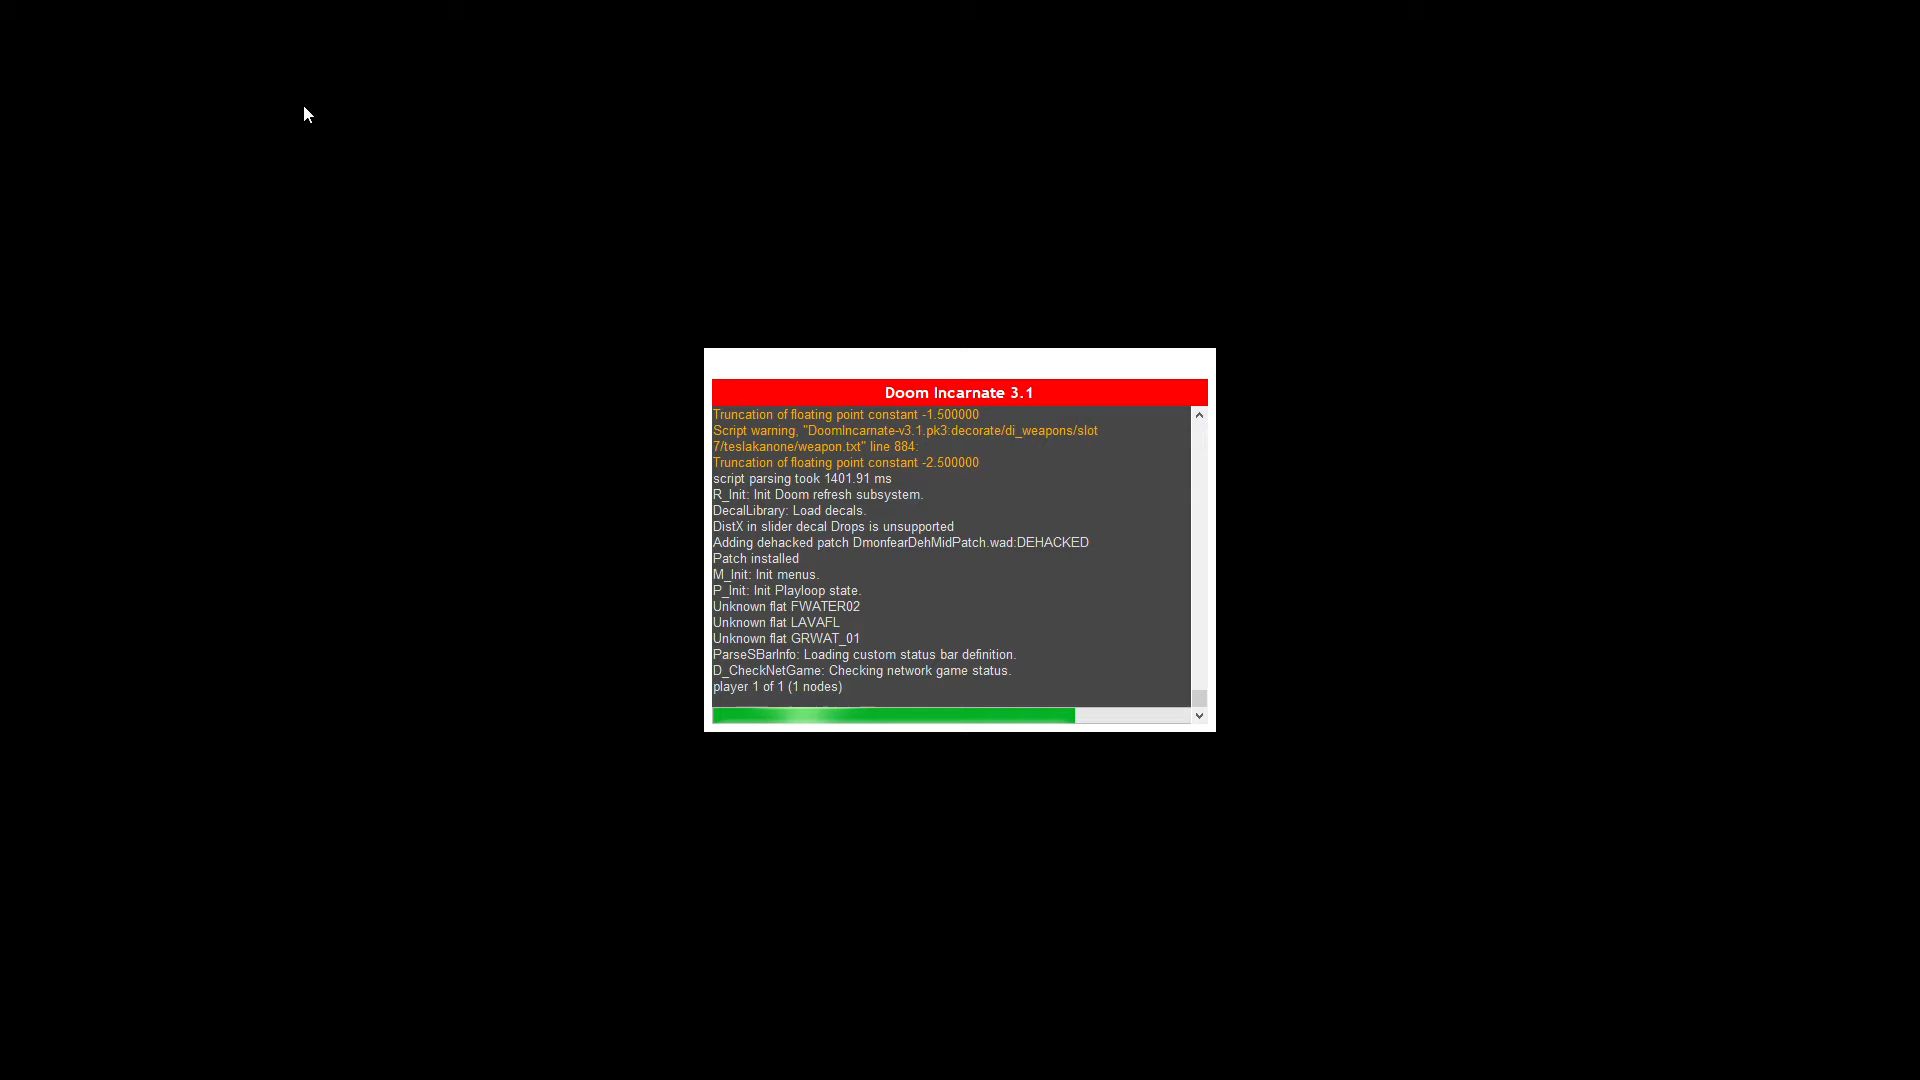 Doom Incarnate 3.1
Truncation of floating point constant -1.500000
Script warning, "DoomIncarnate-v3.1.pk3:decorate/di_weapons/slot
7/teslakanone/weapon.txt" line 884:
Truncation of floating point constant -2.500000
script parsing took 1401.91 ms
R_Init: Init Doom refresh subsystem.
DecalLibrary: Load decals.
DistX in slider decal Drops is unsupported
Adding dehacked patch DmonfearDehMidPatch.wad:DEHACKED
Patch installed
M_Init: Init menus.
P_Init: Init Playloop state.
Unknown flat FWATER02
Unknown flat LAVAFL
Unknown flat GRWAT_01
ParseSBarInfo: Loading custom status bar definition.
D_CheckNetGame: Checking network game status.
player 1 of 1 (1 nodes)